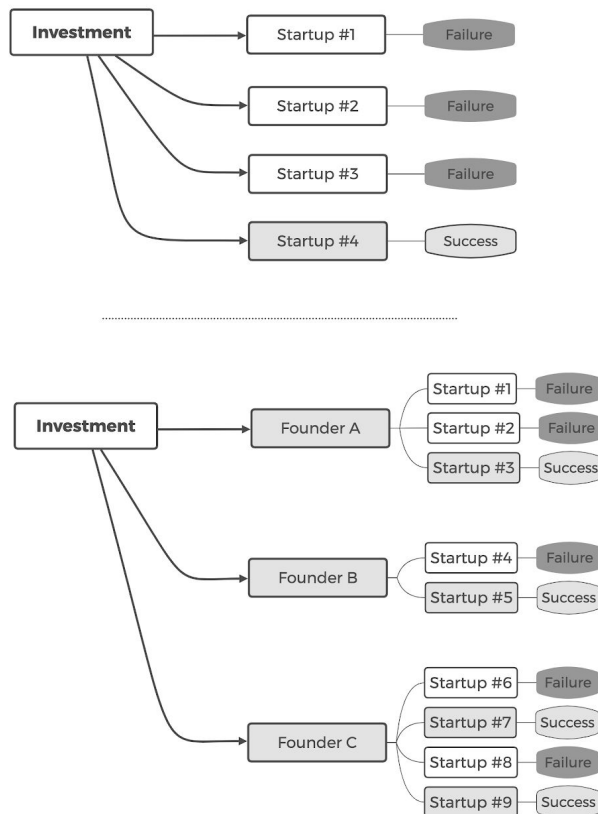 Investment
Startup #1
Failure
Startup #2
Failure
Startup #3
Failure
Startup #4
Success
Investment
Founder A
Startup #1
Failure
Startup #2
Failure
Startup #3
Success
Founder B
Startup #4
Failure
Startup #5
Success
Founder C
Startup #6
Failure
Startup #7
Success
Startup #8
Failure
Startup #9
Success